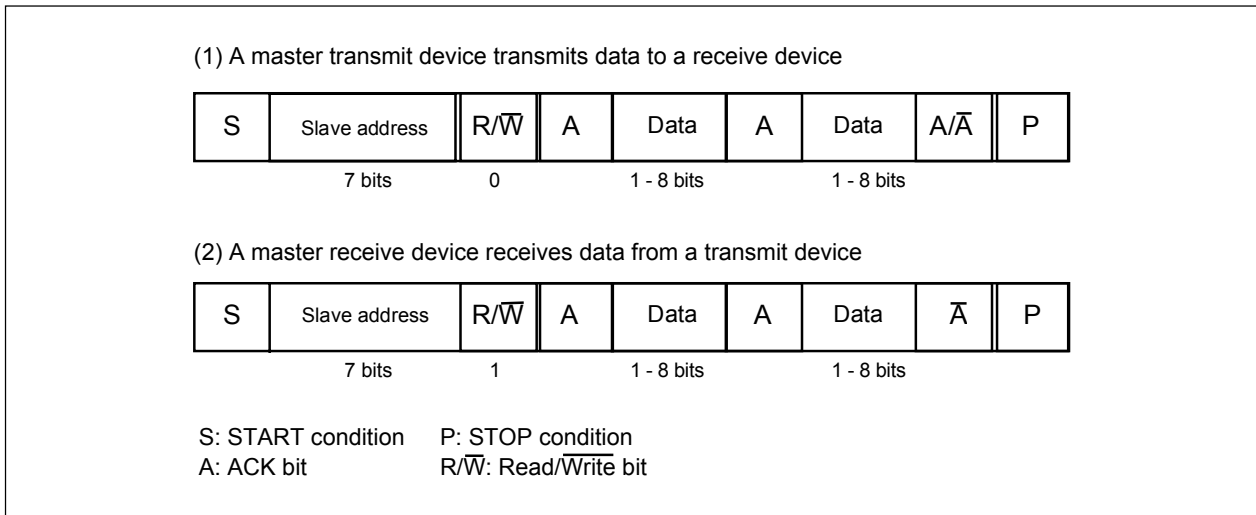 (1) A master transmit device transmits data to a receive device
S Slave address R/W̅ A Data A Data A/A̅ P
7 bits 0 1 - 8 bits 1 - 8 bits
(2) A master receive device receives data from a transmit device
S Slave address R/W̅ A Data A Data A̅ P
7 bits 1 1 - 8 bits 1 - 8 bits
S: START condition P: STOP condition
A: ACK bit R/W̅: Read/W̅r̅i̅t̅e̅ bit